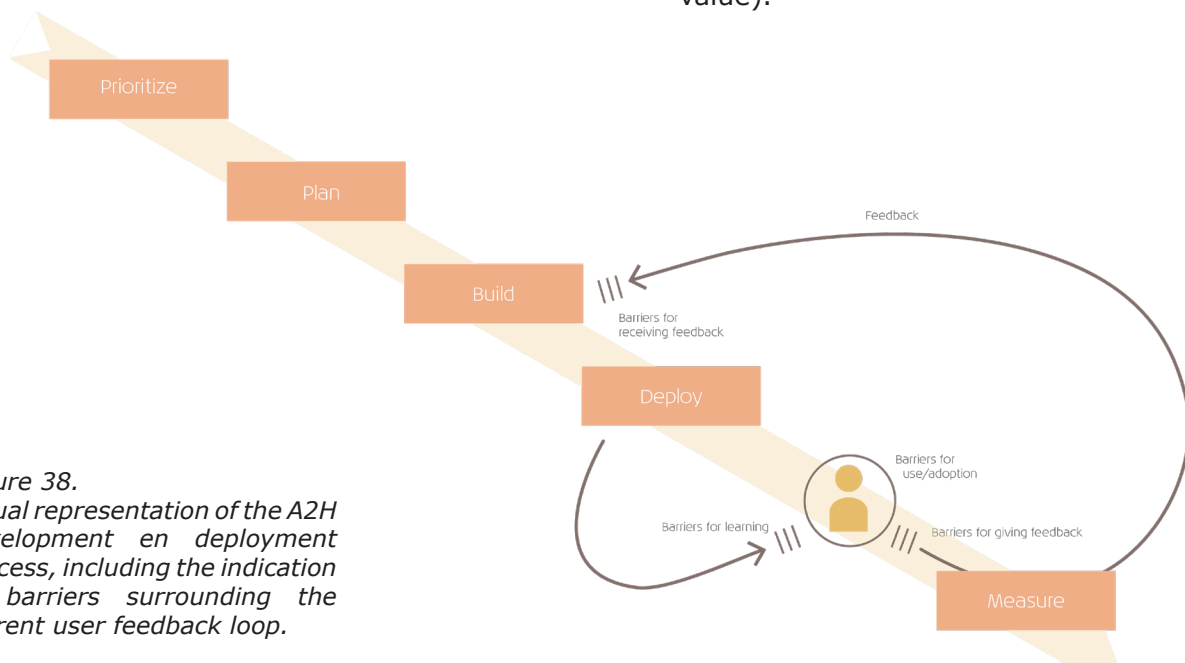 value).
Prioritize
Plan
Feedback
Build
Barriers for
receiving feedback
Deploy
Barriers for
use/adoption
Barriers for learning
Barriers for giving feedback
Measure
ure 38.
ual representation of the A2H
elopment en deployment
cess, including the indication
barriers surrounding the
rent user feedback loop.